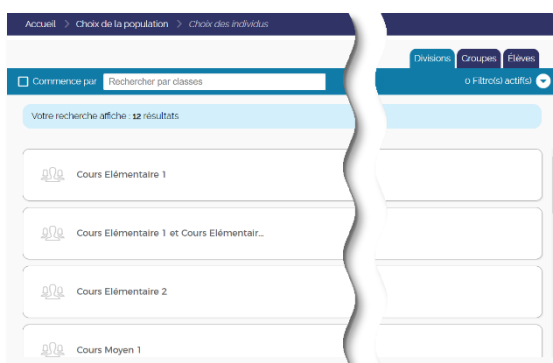 Accueil > Choix de la population > Choix des individus
Divisions Groupes Élèves
Commence par Rechercher par classes 0 Filtre(s) actif(s)
Votre recherche affiche : 12 résultats
Cours Elémentaire 1
Cours Elémentaire 1 et Cours Elémentair...
Cours Elémentaire 2
Cours Moyen 1